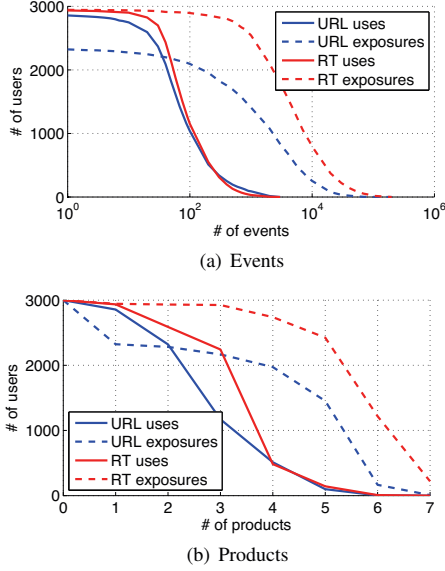 3000
2000
1000
0
# of users
URL uses
URL exposures
RT uses
RT exposures
10^0 10^2 10^4 10^6
# of events
(a) Events
3000
2000
1000
0
# of users
URL uses
URL exposures
RT uses
RT exposures
0 1 2 3 4 5 6 7
# of products
(b) Products